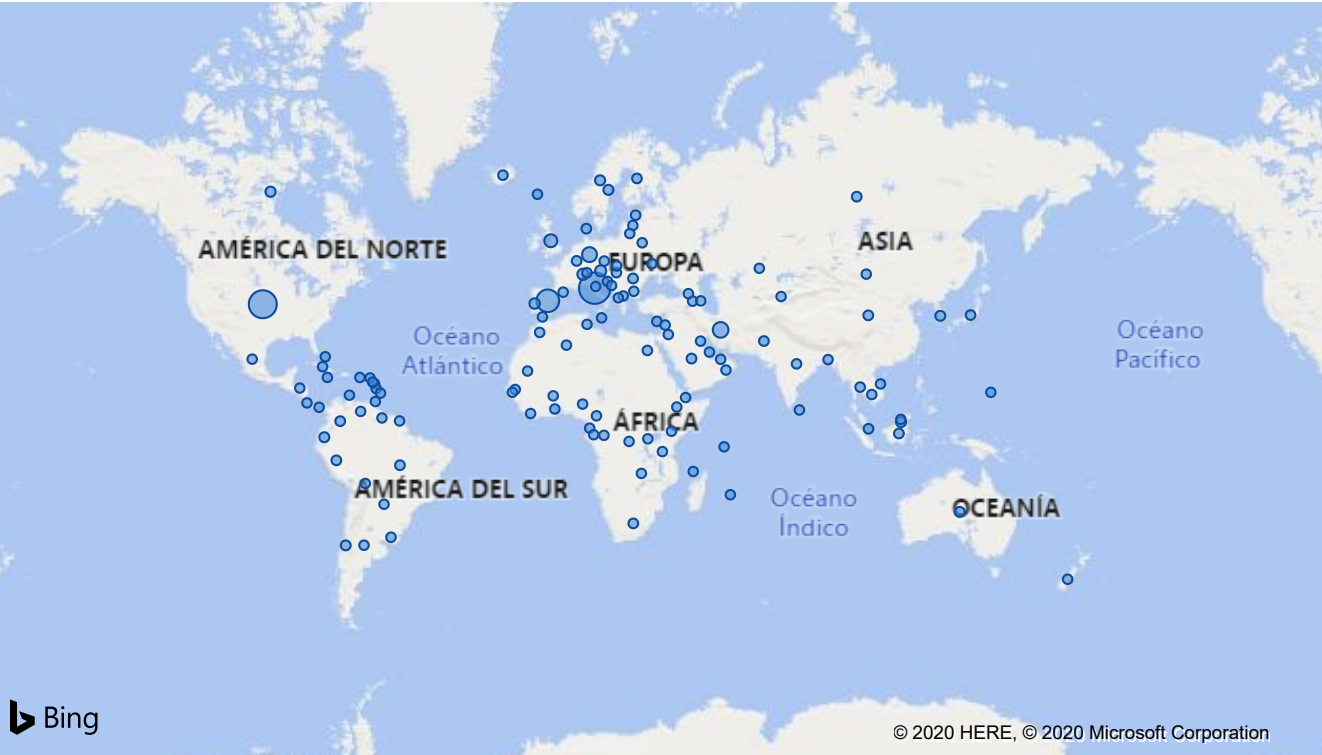 AMÉRICA DEL NORTE
EUROPA
ASIA
Océano
Atlántico
Océano
Pacífico
ÁFRICA
AMÉRICA DEL SUR
Océano
Índico
OCEANÍA
Bing
© 2020 HERE, © 2020 Microsoft Corporation